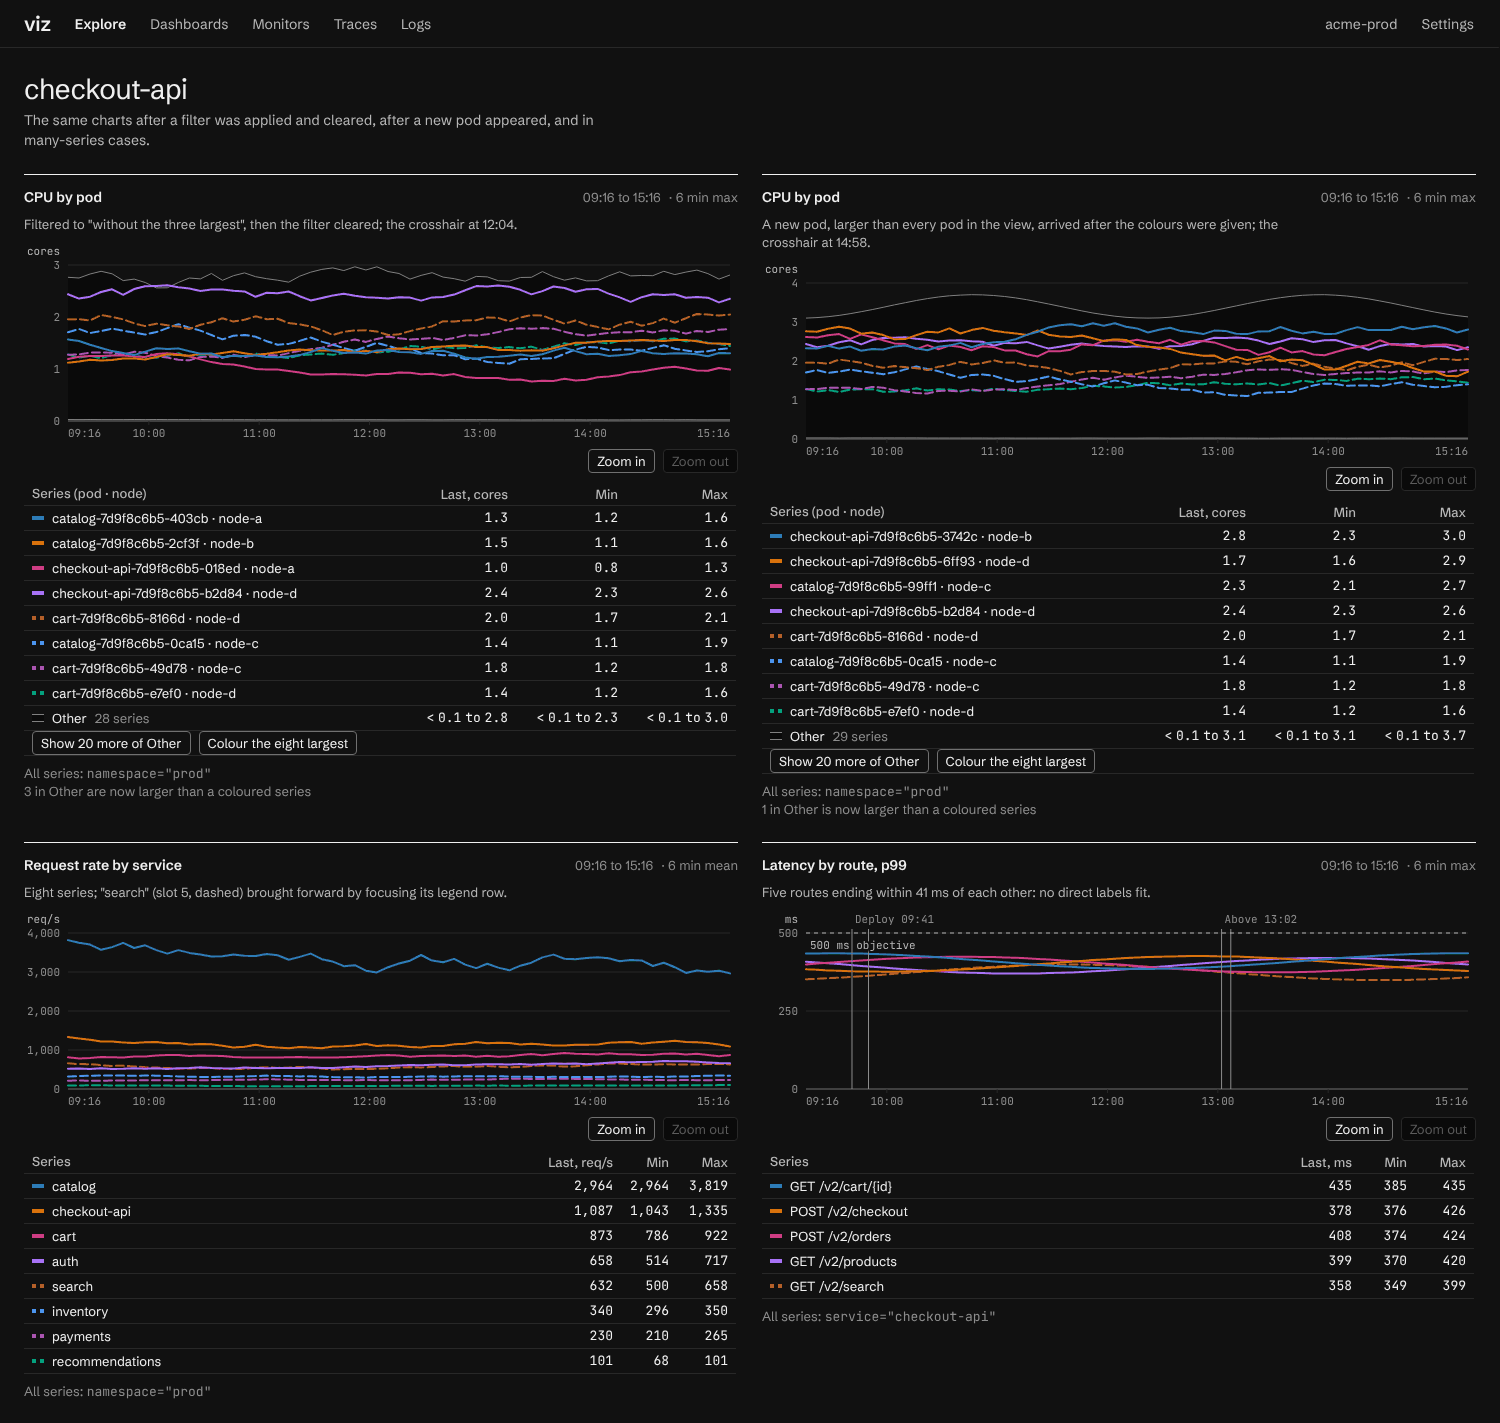 viz Explore Dashboards Monitors Traces Logs acme-prod Settings
checkout-api
The same charts after a filter was applied and cleared, after a new pod appeared, and in
many-series cases.
CPU by pod 09:16 to 15:16 · 6 min max
Filtered to "without the three largest", then the filter cleared; the crosshair at 12:04.
cores
3
2
1
0
09:16 10:00 11:00 12:00 13:00 14:00 15:16
Zoom in Zoom out
Series (pod · node) Last, cores Min Max
catalog-7d9f8c6b5-403cb · node-a 1.3 1.2 1.6
catalog-7d9f8c6b5-2cf3f · node-b 1.5 1.1 1.6
checkout-api-7d9f8c6b5-018ed · node-a 1.0 0.8 1.3
checkout-api-7d9f8c6b5-b2d84 · node-d 2.4 2.3 2.6
cart-7d9f8c6b5-8166d · node-d 2.0 1.7 2.1
catalog-7d9f8c6b5-0ca15 · node-c 1.4 1.1 1.9
cart-7d9f8c6b5-49d78 · node-c 1.8 1.2 1.8
cart-7d9f8c6b5-e7ef0 · node-d 1.4 1.2 1.6
Other 28 series < 0.1 to 2.8 < 0.1 to 2.3 < 0.1 to 3.0
Show 20 more of Other Colour the eight largest
All series: namespace="prod"
3 in Other are now larger than a coloured series
CPU by pod 09:16 to 15:16 · 6 min max
A new pod, larger than every pod in the view, arrived after the colours were given; the
crosshair at 14:58.
cores
4
3
2
1
0
09:16 10:00 11:00 12:00 13:00 14:00 15:16
Zoom in Zoom out
Series (pod · node) Last, cores Min Max
checkout-api-7d9f8c6b5-3742c · node-b 2.8 2.3 3.0
checkout-api-7d9f8c6b5-6ff93 · node-d 1.7 1.6 2.9
catalog-7d9f8c6b5-99ff1 · node-c 2.3 2.1 2.7
checkout-api-7d9f8c6b5-b2d84 · node-d 2.4 2.3 2.6
cart-7d9f8c6b5-8166d · node-d 2.0 1.7 2.1
catalog-7d9f8c6b5-0ca15 · node-c 1.4 1.1 1.9
cart-7d9f8c6b5-49d78 · node-c 1.8 1.2 1.8
cart-7d9f8c6b5-e7ef0 · node-d 1.4 1.2 1.6
Other 29 series < 0.1 to 3.1 < 0.1 to 3.1 < 0.1 to 3.7
Show 20 more of Other Colour the eight largest
All series: namespace="prod"
1 in Other is now larger than a coloured series
Request rate by service 09:16 to 15:16 · 6 min mean
Eight series; "search" (slot 5, dashed) brought forward by focusing its legend row.
req/s
4,000
3,000
2,000
1,000
0
09:16 10:00 11:00 12:00 13:00 14:00 15:16
Zoom in Zoom out
Series Last, req/s Min Max
catalog 2,964 2,964 3,819
checkout-api 1,087 1,043 1,335
cart 873 786 922
auth 658 514 717
search 632 500 658
inventory 340 296 350
payments 230 210 265
recommendations 101 68 101
All series: namespace="prod"
Latency by route, p99 09:16 to 15:16 · 6 min max
Five routes ending within 41 ms of each other: no direct labels fit.
ms Deploy 09:41 Above 13:02
500
500 ms objective
250
0
09:16 10:00 11:00 12:00 13:00 14:00 15:16
Zoom in Zoom out
Series Last, ms Min Max
GET /v2/cart/{id} 435 385 435
POST /v2/checkout 378 376 426
POST /v2/orders 408 374 424
GET /v2/products 399 370 420
GET /v2/search 358 349 399
All series: service="checkout-api"